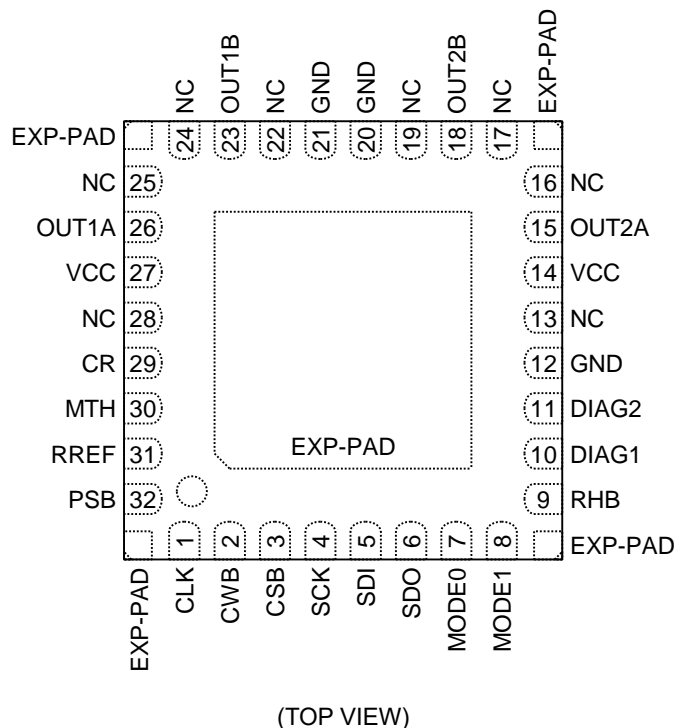 NC OUT1B NC GND GND NC OUT2B NC EXP-PAD
EXP-PAD 24 23 22 21 20 19 18 17
NC 25 16 NC
OUT1A 26 15 OUT2A
VCC 27 14 VCC
NC 28 13 NC
CR 29 12 GND
MTH 30 11 DIAG2
RREF 31 EXP-PAD 10 DIAG1
PSB 32 9 RHB
1 2 3 4 5 6 7 8 EXP-PAD
EXP-PAD CLK CWB CSB SCK SDI SDO MODE0 MODE1
(TOP VIEW)